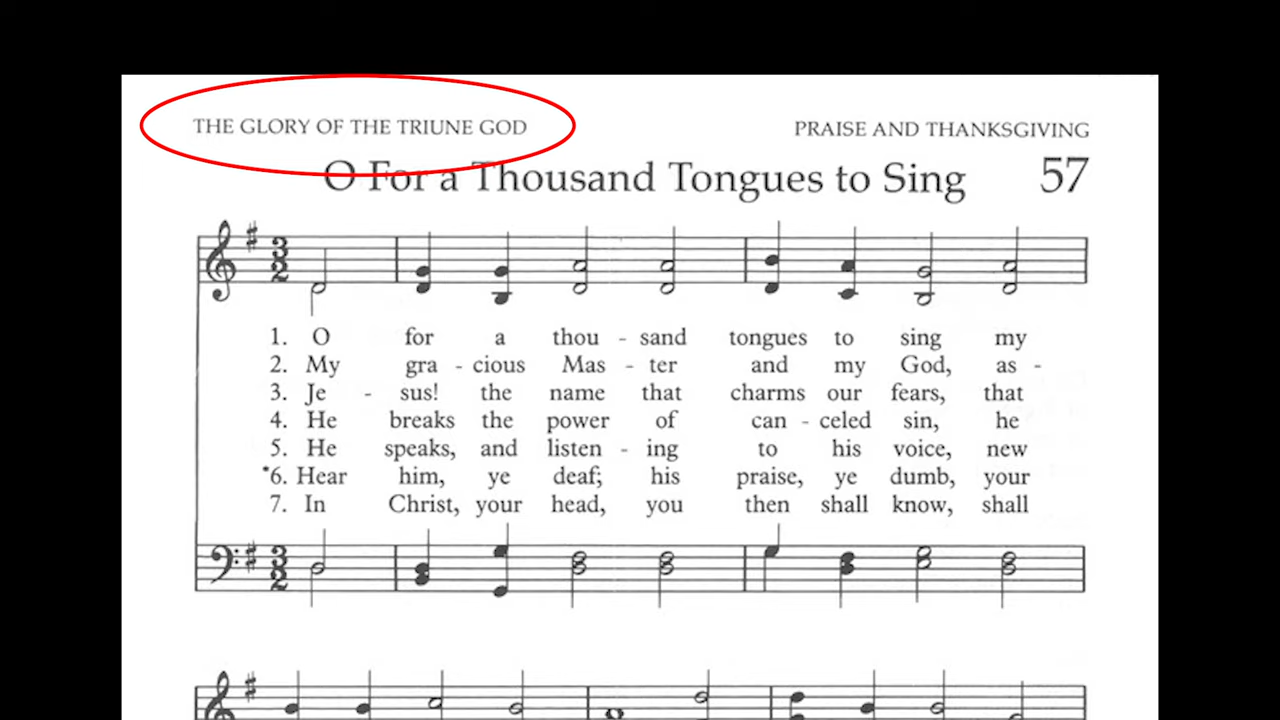 THE GLORY OF THE TRIUNE GOD PRAISE AND THANKSGIVING
O For a Thousand Tongues to Sing 57
3
2
1. O for a thou - sand tongues to sing my
2. My gra - cious Mas - ter and my God, as -
3. Je - sus! the name that charms our fears, that
4. He breaks the power of can - celed sin, he
5. He speaks, and listen - ing to his voice, new
*6. Hear him, ye deaf; his praise, ye dumb, your
7. In Christ, your head, you then shall know, shall
3
2